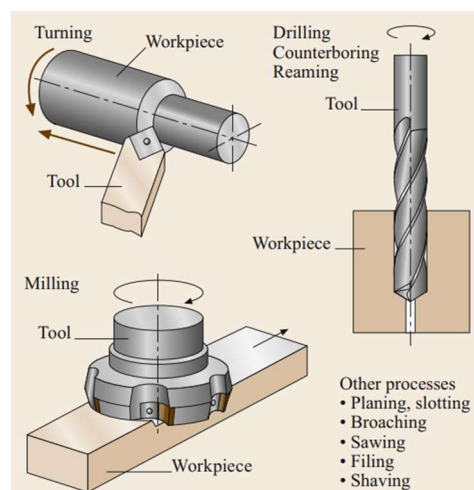 Turning
Workpiece
Tool
Drilling
Counterboring
Reaming
Tool
Workpiece
Milling
Tool
Workpiece
Other processes
• Planing, slotting
• Broaching
• Sawing
• Filing
• Shaving